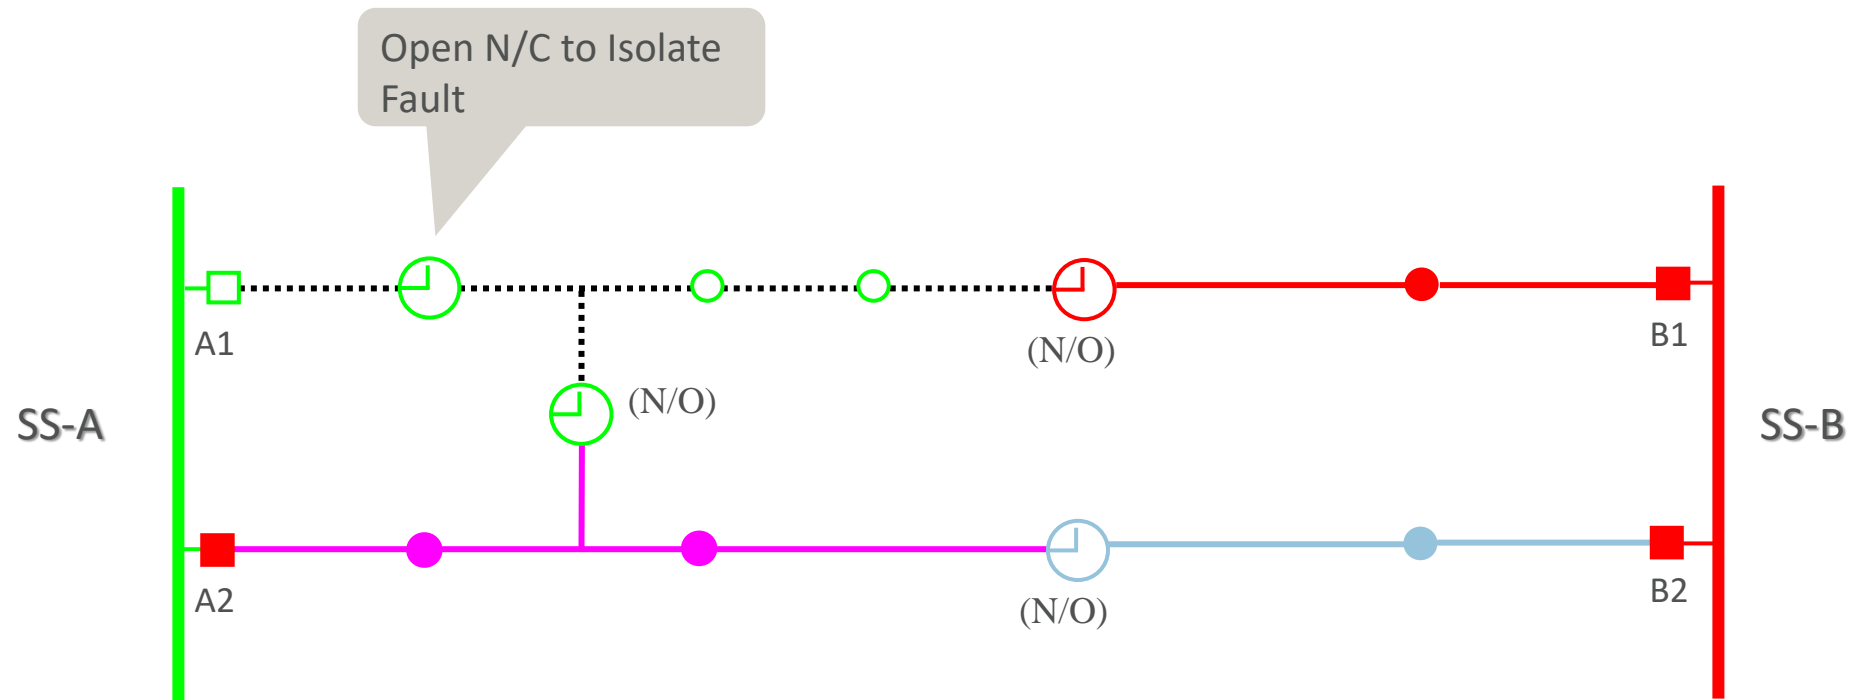 Open N/C to Isolate
Fault
A1
(N/O)
B1
(N/O)
SS-A
SS-B
A2
(N/O)
B2